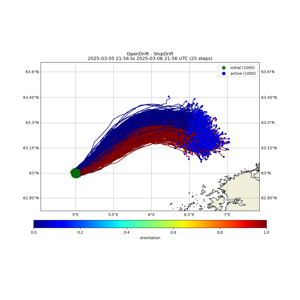 OpenDrift - ShipDrift
2025-03-05 21:56 to 2025-03-06 21:56 UTC (25 steps)
initial (1000)
active (1000)
63.6°N 63.6°N
63.45°N 63.45°N
63.3°N 63.3°N
63.15°N 63.15°N
63°N 63°N
62.85°N 62.85°N
5°E 5.5°E 6°E 6.5°E 7°E
0.0 0.2 0.4 0.6 0.8 1.0
orientation